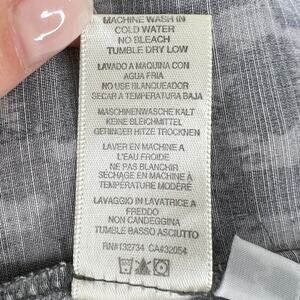 MACHINE WASH IN
COLD WATER
NO BLEACH
TUMBLE DRY LOW
LAVADO A MAQUINA CON
AGUA FRIA
NO USE BLANQUEADOR
SECAR A TEMPERATURA BAJA
MASCHINENWASCHE KALT
KEINE BLEICHMITTEL
GERINGER HITZE TROCKNEN
LAVER EN MACHINE A
L'EAU FROIDE
NE PAS BLANCHIR
SECHAGE EN MACHINE A
TEMPÉRATURE MODÉRÉ
LAVAGGIO IN LAVATRICE A
FREDDO
NON CANDEGGINA
TUMBLE BASSO ASCIUTTO
RN#132734 CA#32054